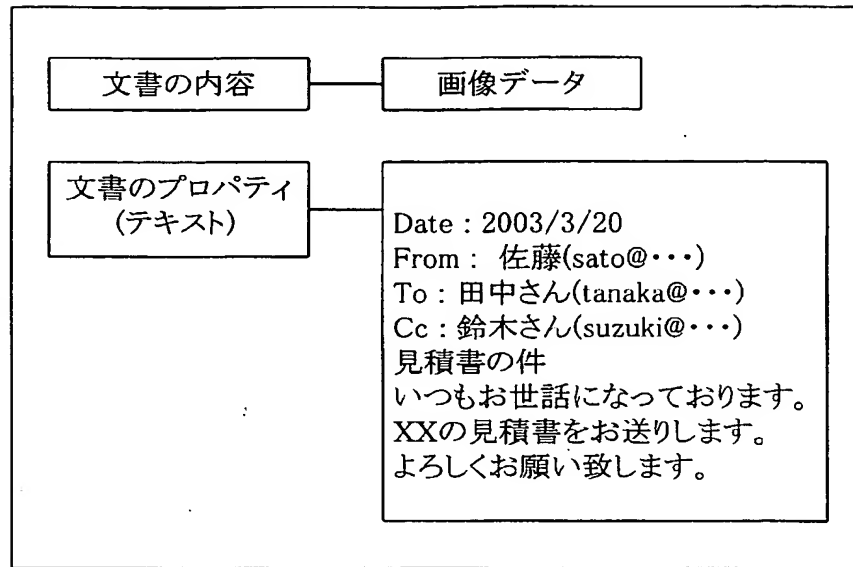 文書の内容
画像データ
文書のプロパティ
(テキスト)
Date : 2003/3/20
From : 佐藤(sato@・・・)
To : 田中さん(tanaka@・・・)
Cc : 鈴木さん(suzuki@・・・)
見積書の件
いつもお世話になっております。
XXの見積書をお送りします。
よろしくお願い致します。